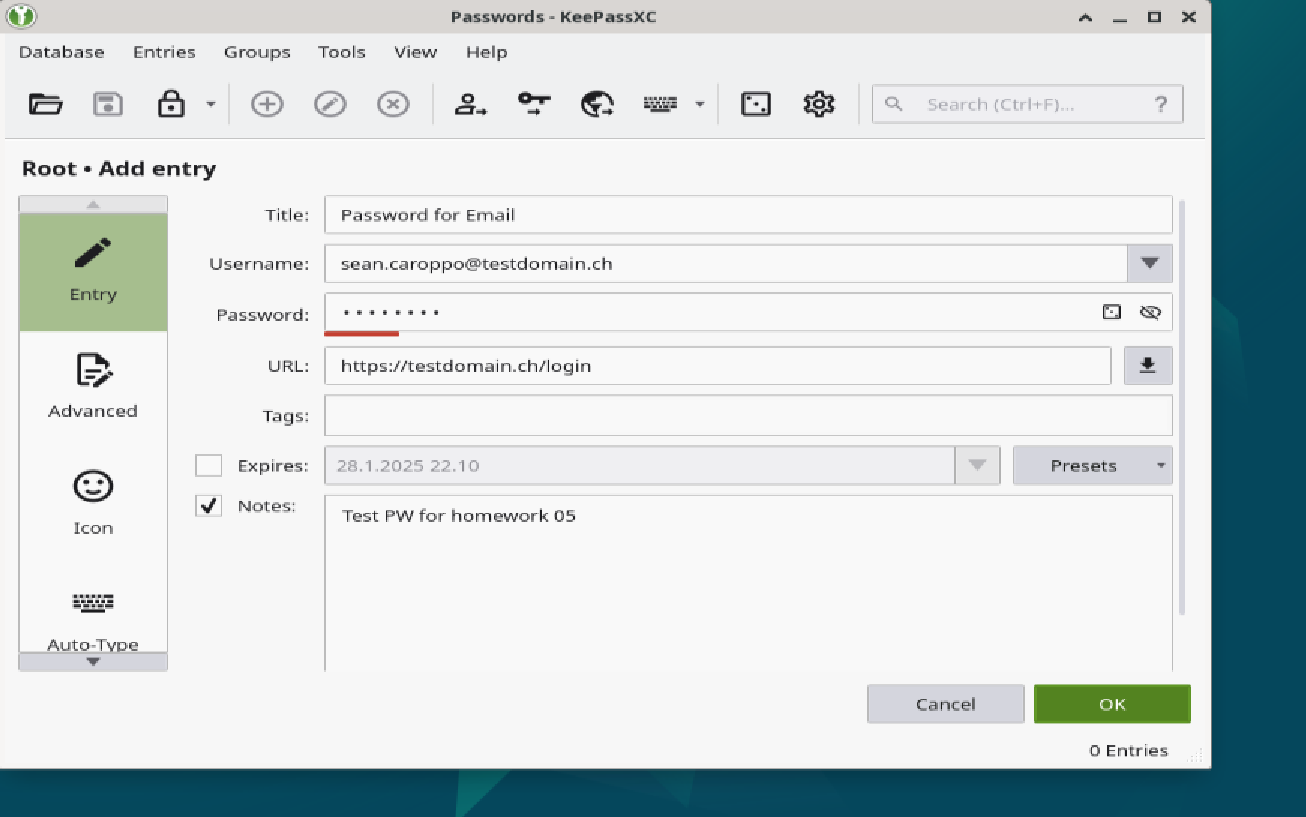 Passwords - KeePassXC
Database Entries Groups Tools View Help
Search (Ctrl+F)... ?
Root • Add entry
Title: Password for Email
Username: sean.caroppo@testdomain.ch
Entry
Password: ••••••••
URL: https://testdomain.ch/login
Advanced
Tags:
Expires: 28.1.2025 22.10 Presets
Notes: Test PW for homework 05
Icon
Auto-Type
Cancel OK
0 Entries